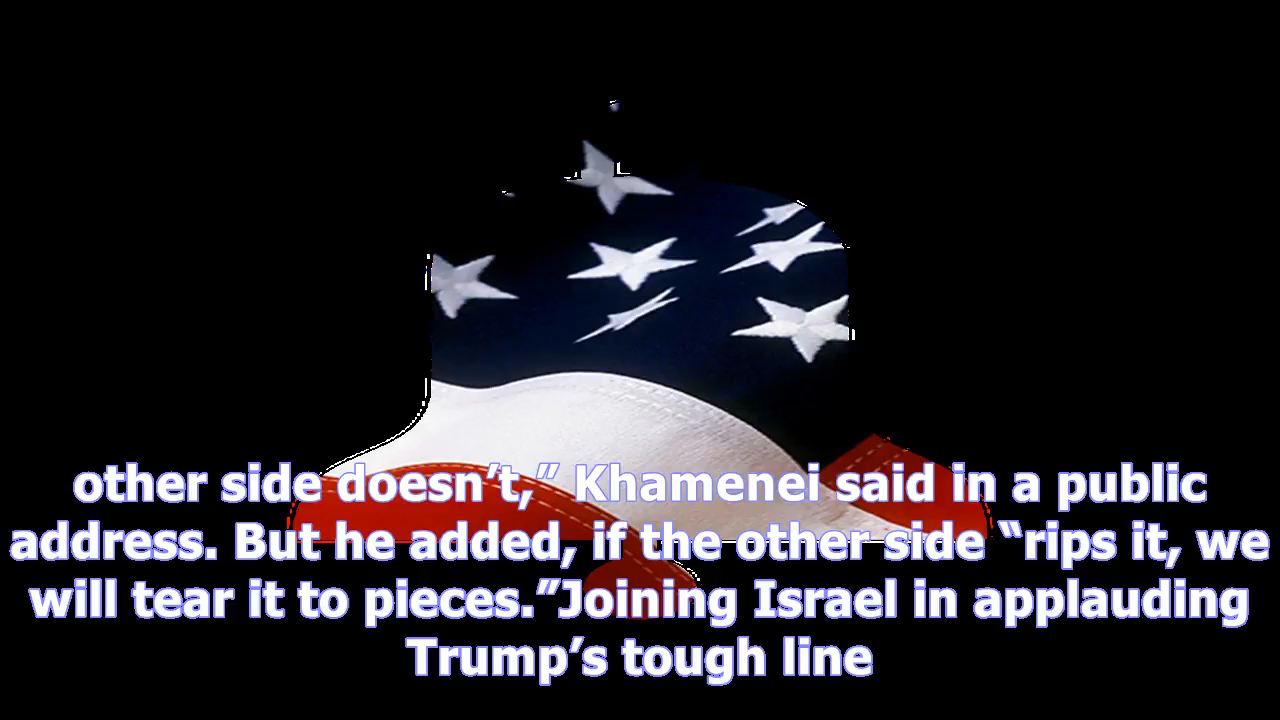 other side doesn’t,” Khamenei said in a public
address. But he added, if the other side “rips it, we
will tear it to pieces.”Joining Israel in applauding
Trump’s tough line